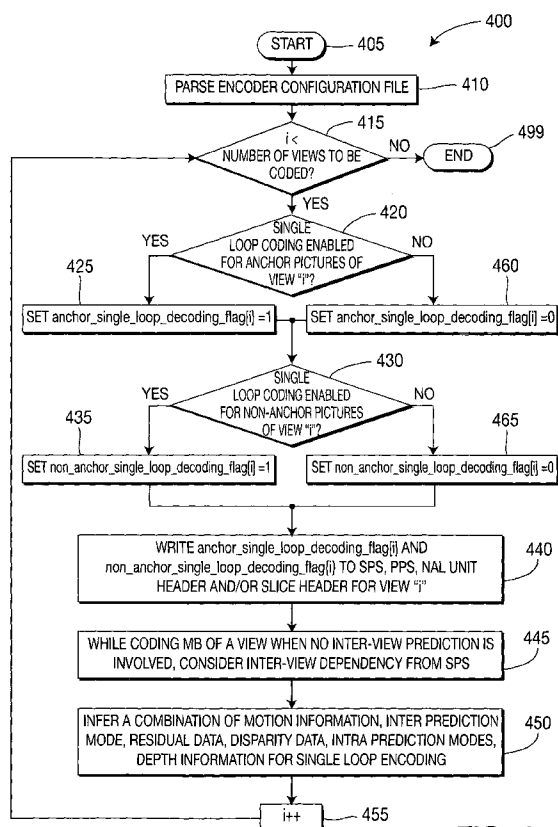 START
405
400
PARSE ENCODER CONFIGURATION FILE
410
415
i <
NUMBER OF VIEWS TO BE
CODED?
NO
END
499
YES
420
SINGLE
LOOP CODING ENABLED
FOR ANCHOR PICTURES OF
VIEW "i"?
YES
NO
425
460
SET anchor_single_loop_decoding_flag[i] =1
SET anchor_single_loop_decoding_flag[i] =0
430
SINGLE
LOOP CODING ENABLED
FOR NON-ANCHOR PICTURES
OF VIEW "i"?
YES
NO
435
465
SET non_anchor_single_loop_decoding_flag[i] =1
SET non_anchor_single_loop_decoding_flag[i] =0
WRITE anchor_single_loop_decoding_flag[i] AND
non_anchor_single_loop_decoding_flag[i] TO SPS, PPS, NAL UNIT
HEADER AND/OR SLICE HEADER FOR VIEW "i"
440
WHILE CODING MB OF A VIEW WHEN NO INTER-VIEW PREDICTION IS
INVOLVED, CONSIDER INTER-VIEW DEPENDENCY FROM SPS
445
INFER A COMBINATION OF MOTION INFORMATION, INTER PREDICTION
MODE, RESIDUAL DATA, DISPARITY DATA, INTRA PREDICTION MODES,
DEPTH INFORMATION FOR SINGLE LOOP ENCODING
450
i++
455